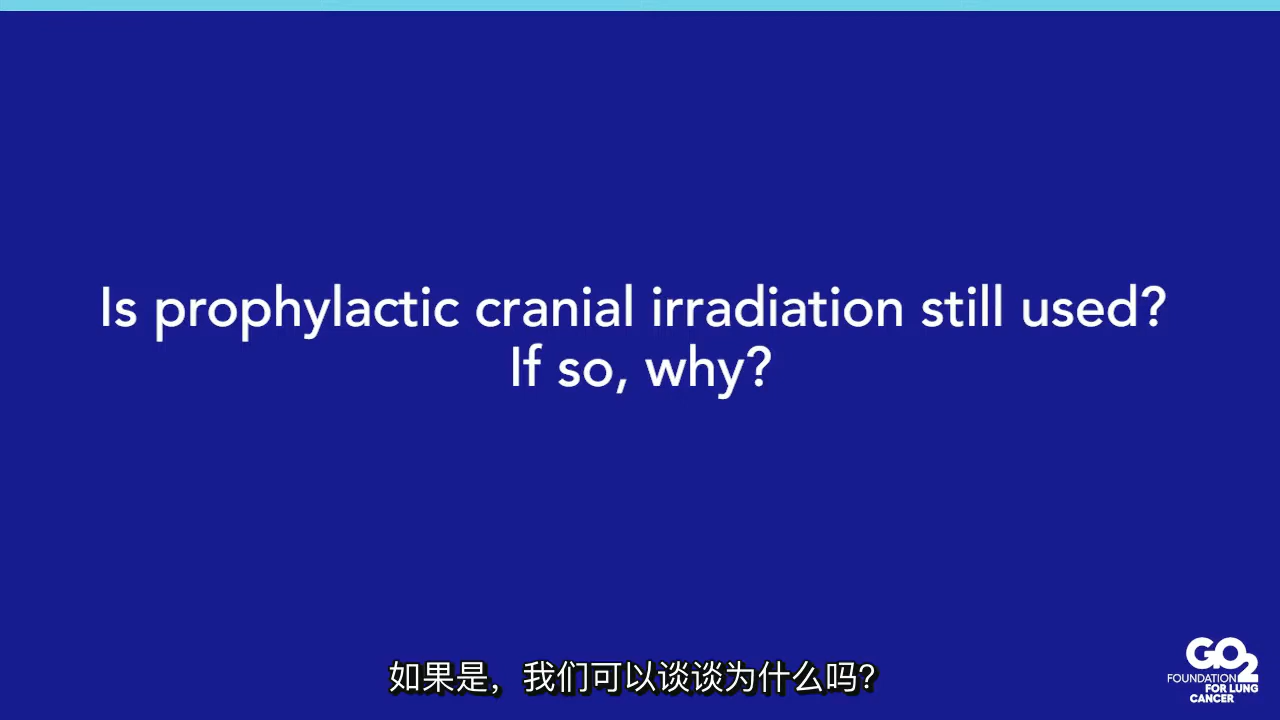 Is prophylactic cranial irradiation still used?
If so, why?
如果是，我们可以谈谈为什么吗？
GO2
FOUNDATION
FOR LUNG
CANCER